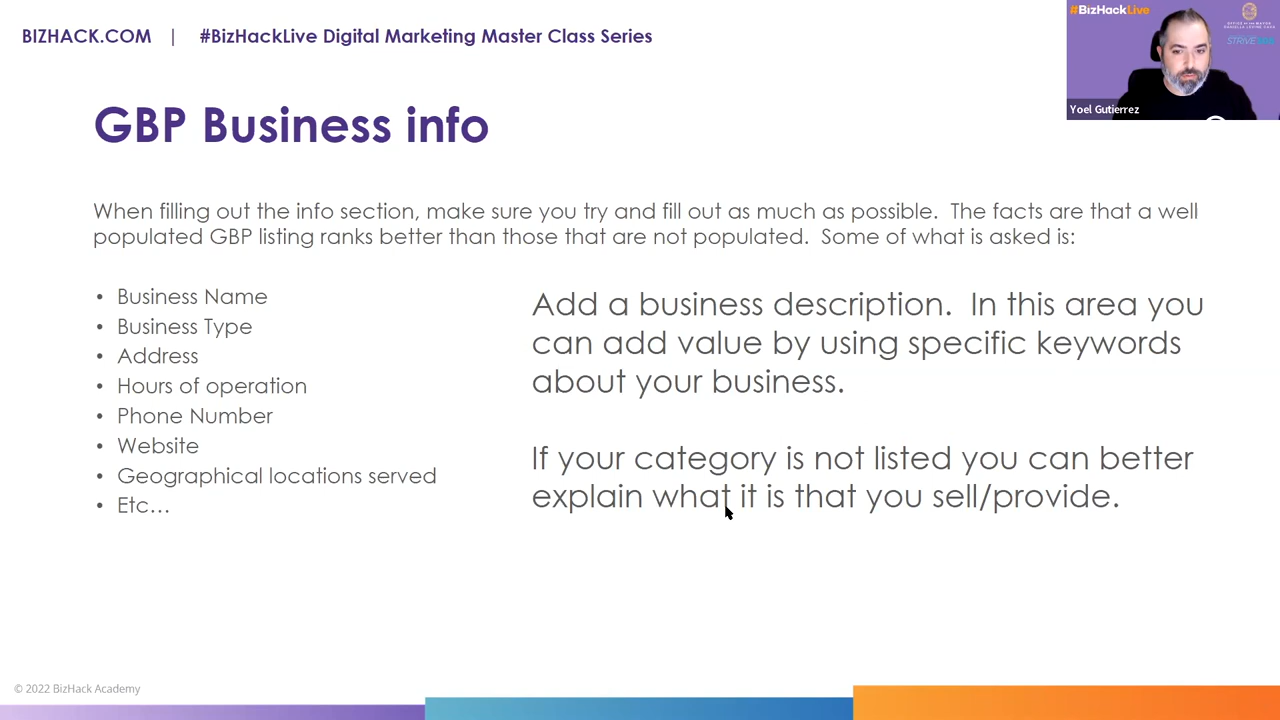 BIZHACK.COM | #BizHackLive Digital Marketing Master Class Series
#BizHackLive
STRIVE
Yoel Gutierrez
GBP Business info
When filling out the info section, make sure you try and fill out as much as possible.  The facts are that a well
populated GBP listing ranks better than those that are not populated.  Some of what is asked is:
• Business Name
• Business Type
• Address
• Hours of operation
• Phone Number
• Website
• Geographical locations served
• Etc...
Add a business description.  In this area you
can add value by using specific keywords
about your business.
If your category is not listed you can better
explain what it is that you sell/provide.
© 2022 BizHack Academy